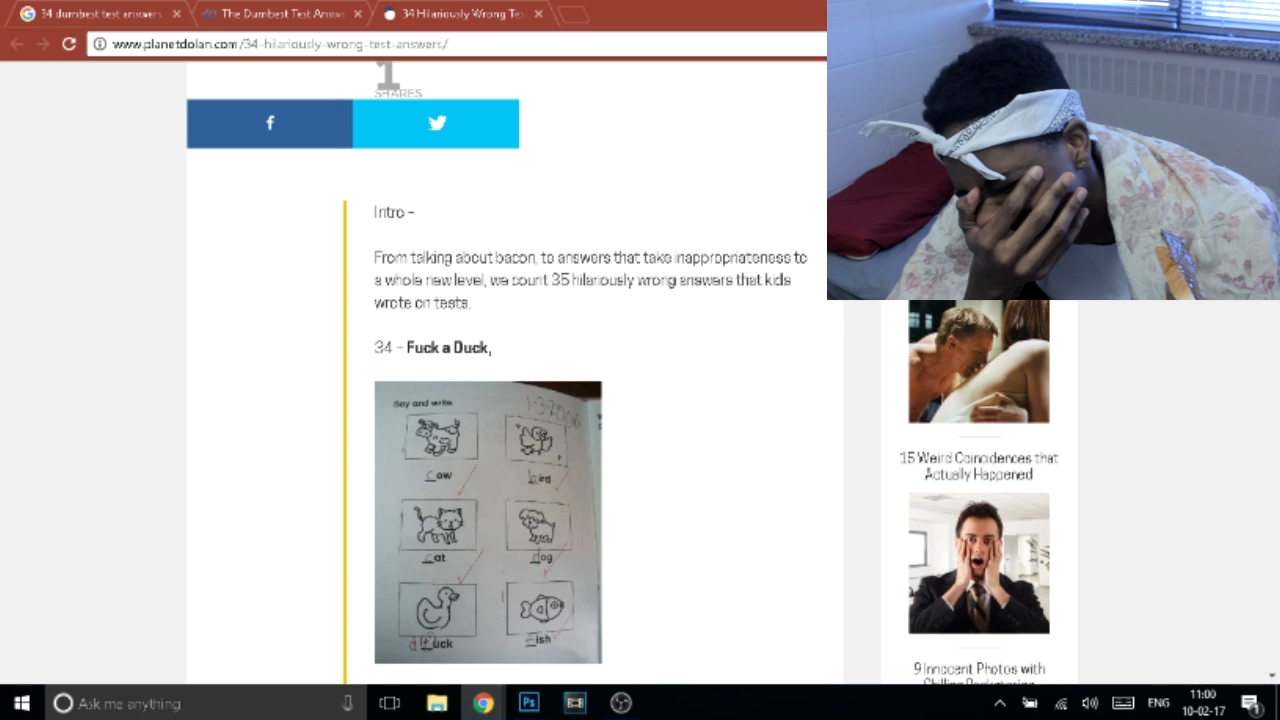 34 dumbest test answers
The Dumbest Test Answ
34 Hilariously Wrong Te
www.planetdolan.com/34-hilariously-wrong-test-answers/
1
SHARES
Intro –
From talking about bacon, to answers that take inappropriateness to
a whole new level, we count 35 hilariously wrong answers that kids
wrote on tests.
34 – Fuck a Duck,
Say and write.
cow
bird
cat
dog
d fuck
fish
15 Weird Coincidences that
Actually Happened
9 Innocent Photos with
Ask me anything
Ps
ENG
11:00
10-02-17
1